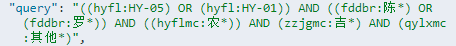 "query": "((hyfl:HY-05) OR (hyfl:HY-01)) AND ((fddbr:陈*) OR
(fddbr:罗*)) AND ((hyflmc:农*)) AND (zzjgmc:吉*) AND (qylxmc
:其他*)",